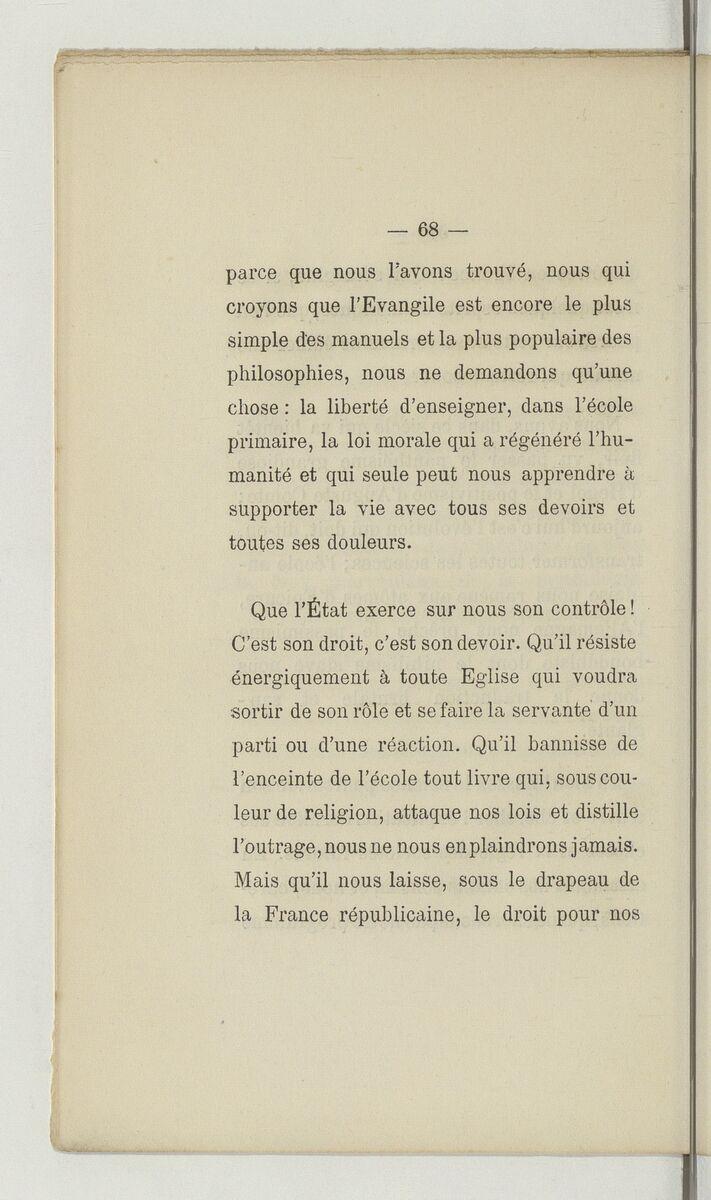 — 68 —
parce que nous l'avons trouvé, nous qui
croyons que l'Evangile est encore le plus
simple des manuels et la plus populaire des
philosophies, nous ne demandons qu'une
chose : la liberté d'enseigner, dans l'école
primaire, la loi morale qui a régénéré l'hu-
manité et qui seule peut nous apprendre à
supporter la vie avec tous ses devoirs et
toutes ses douleurs.
Que l'État exerce sur nous son contrôle !
C'est son droit, c'est son devoir. Qu'il résiste
énergiquement à toute Eglise qui voudra
sortir de son rôle et se faire la servante d'un
parti ou d'une réaction. Qu'il bannisse de
l'enceinte de l'école tout livre qui, sous cou-
leur de religion, attaque nos lois et distille
l'outrage, nous ne nous en plaindrons jamais.
Mais qu'il nous laisse, sous le drapeau de
la France républicaine, le droit pour nos